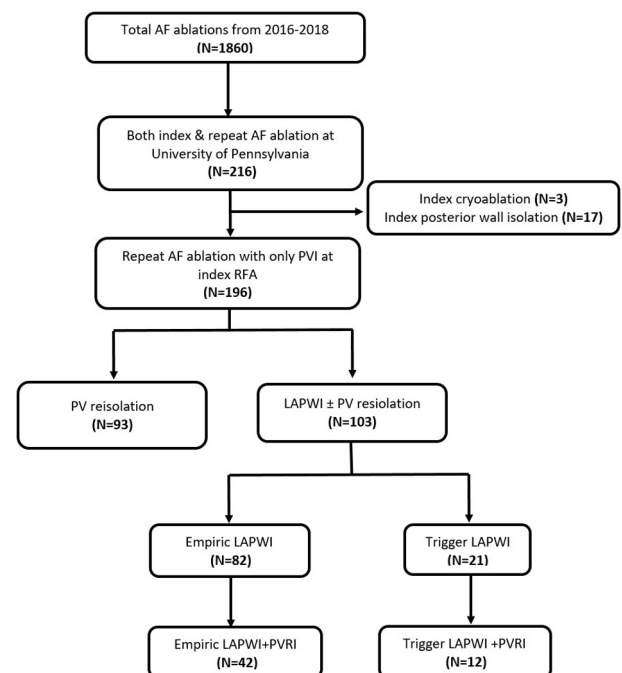 Total AF ablations from 2016-2018
(N=1860)
Both index & repeat AF ablation at
University of Pennsylvania
(N=216)
Index cryoablation (N=3)
Index posterior wall isolation (N=17)
Repeat AF ablation with only PVI at
index RFA
(N=196)
PV reisolation
(N=93)
LAPWI ± PV resiolation
(N=103)
Empiric LAPWI
(N=82)
Trigger LAPWI
(N=21)
Empiric LAPWI+PVRI
(N=42)
Trigger LAPWI +PVRI
(N=12)